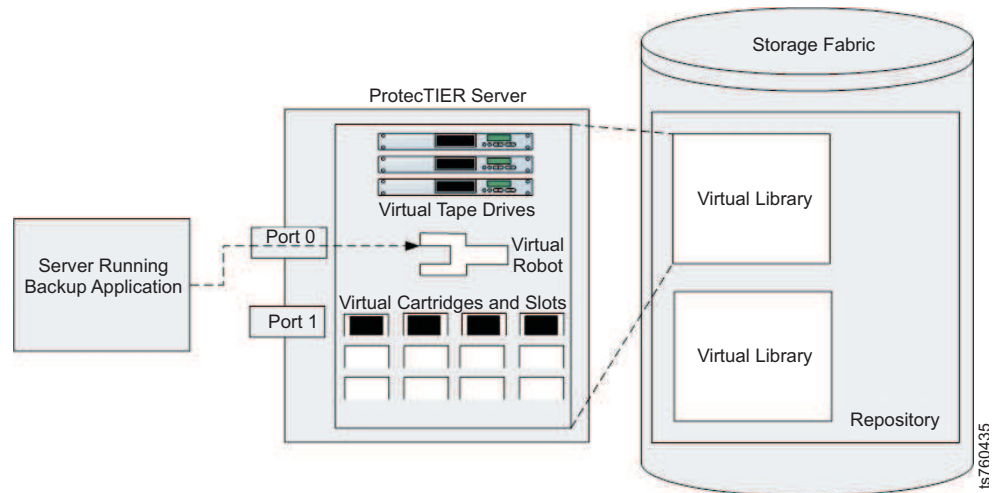 Storage Fabric
ProtecTIER Server
Virtual Tape Drives
Port 0
Virtual
Robot
Server Running
Backup Application
Virtual Cartridges and Slots
Port 1
Virtual Library
Virtual Library
Repository
ts760435